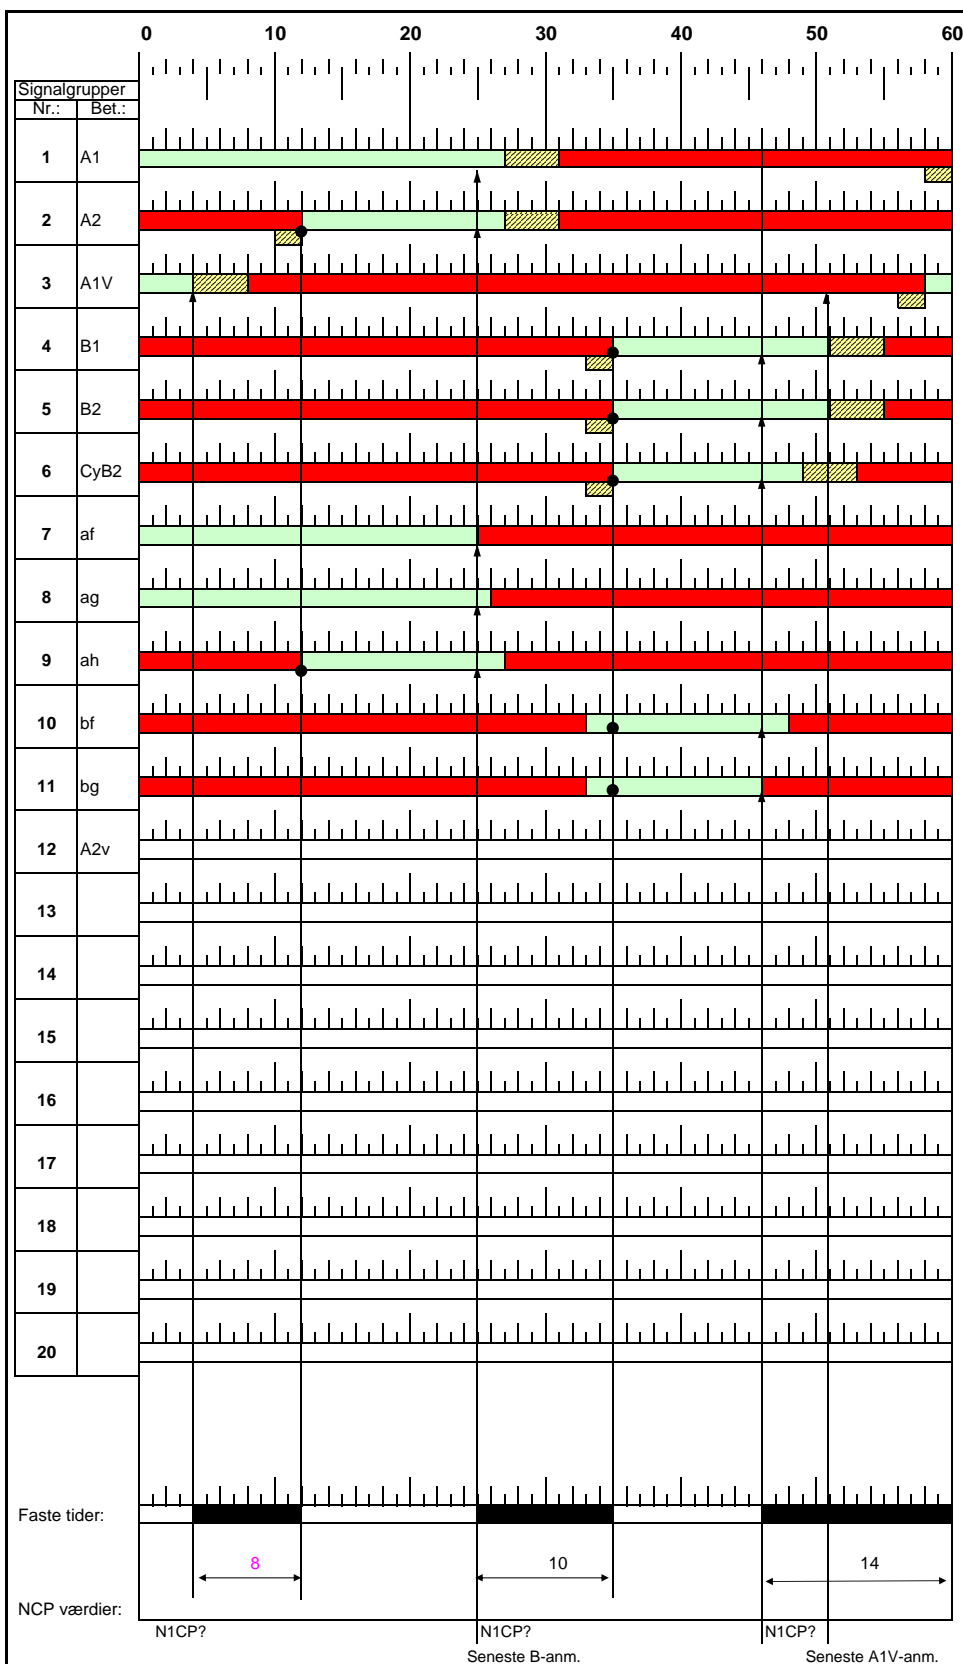 0 10 20 30 40 50 60
Signalgrupper
Nr.: Bet.:
1 A1
2 A2
3 A1V
4 B1
5 B2
6 CyB2
7 af
8 ag
9 ah
10 bf
11 bg
12 A2v
13
14
15
16
17
18
19
20
Faste tider:
8 10 14
NCP værdier:
N1CP? N1CP? N1CP?
Seneste B-anm. Seneste A1V-anm.